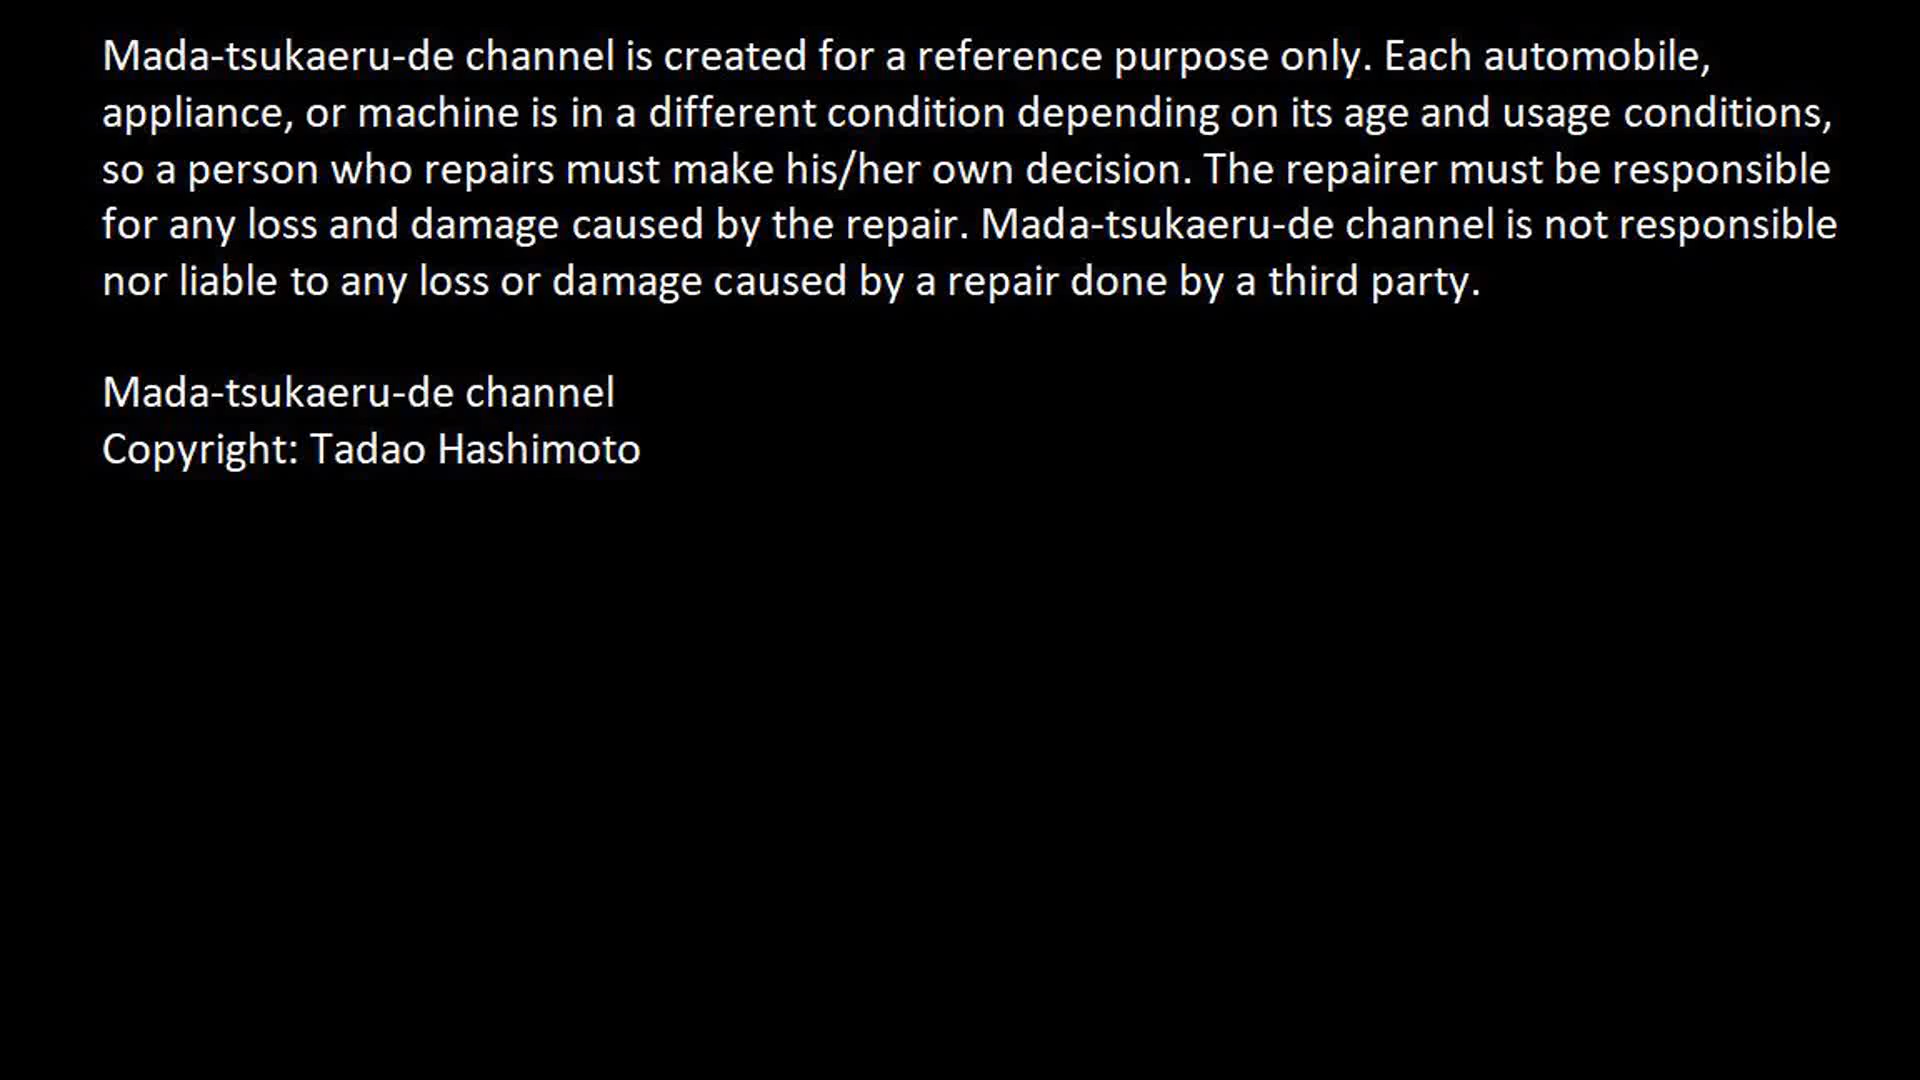 Mada-tsukaeru-de channel is created for a reference purpose only. Each automobile,
appliance, or machine is in a different condition depending on its age and usage conditions,
so a person who repairs must make his/her own decision. The repairer must be responsible
for any loss and damage caused by the repair. Mada-tsukaeru-de channel is not responsible
nor liable to any loss or damage caused by a repair done by a third party.
Mada-tsukaeru-de channel
Copyright: Tadao Hashimoto